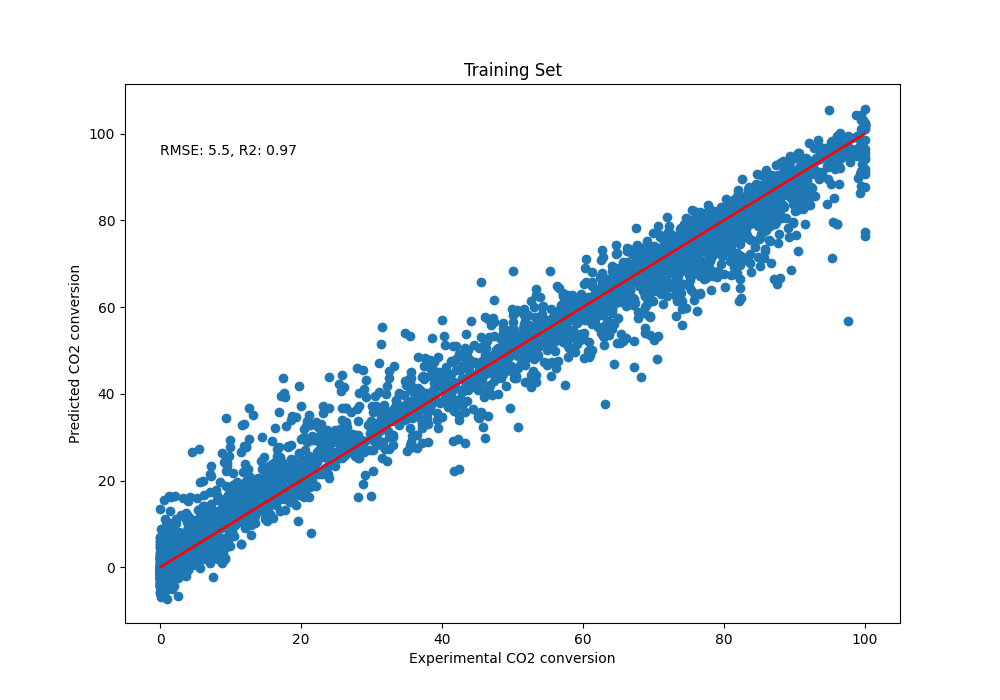 Training Set
RMSE: 5.5, R2: 0.97
100
80
60
40
20
0
Predicted CO2 conversion
0 20 40 60 80 100
Experimental CO2 conversion